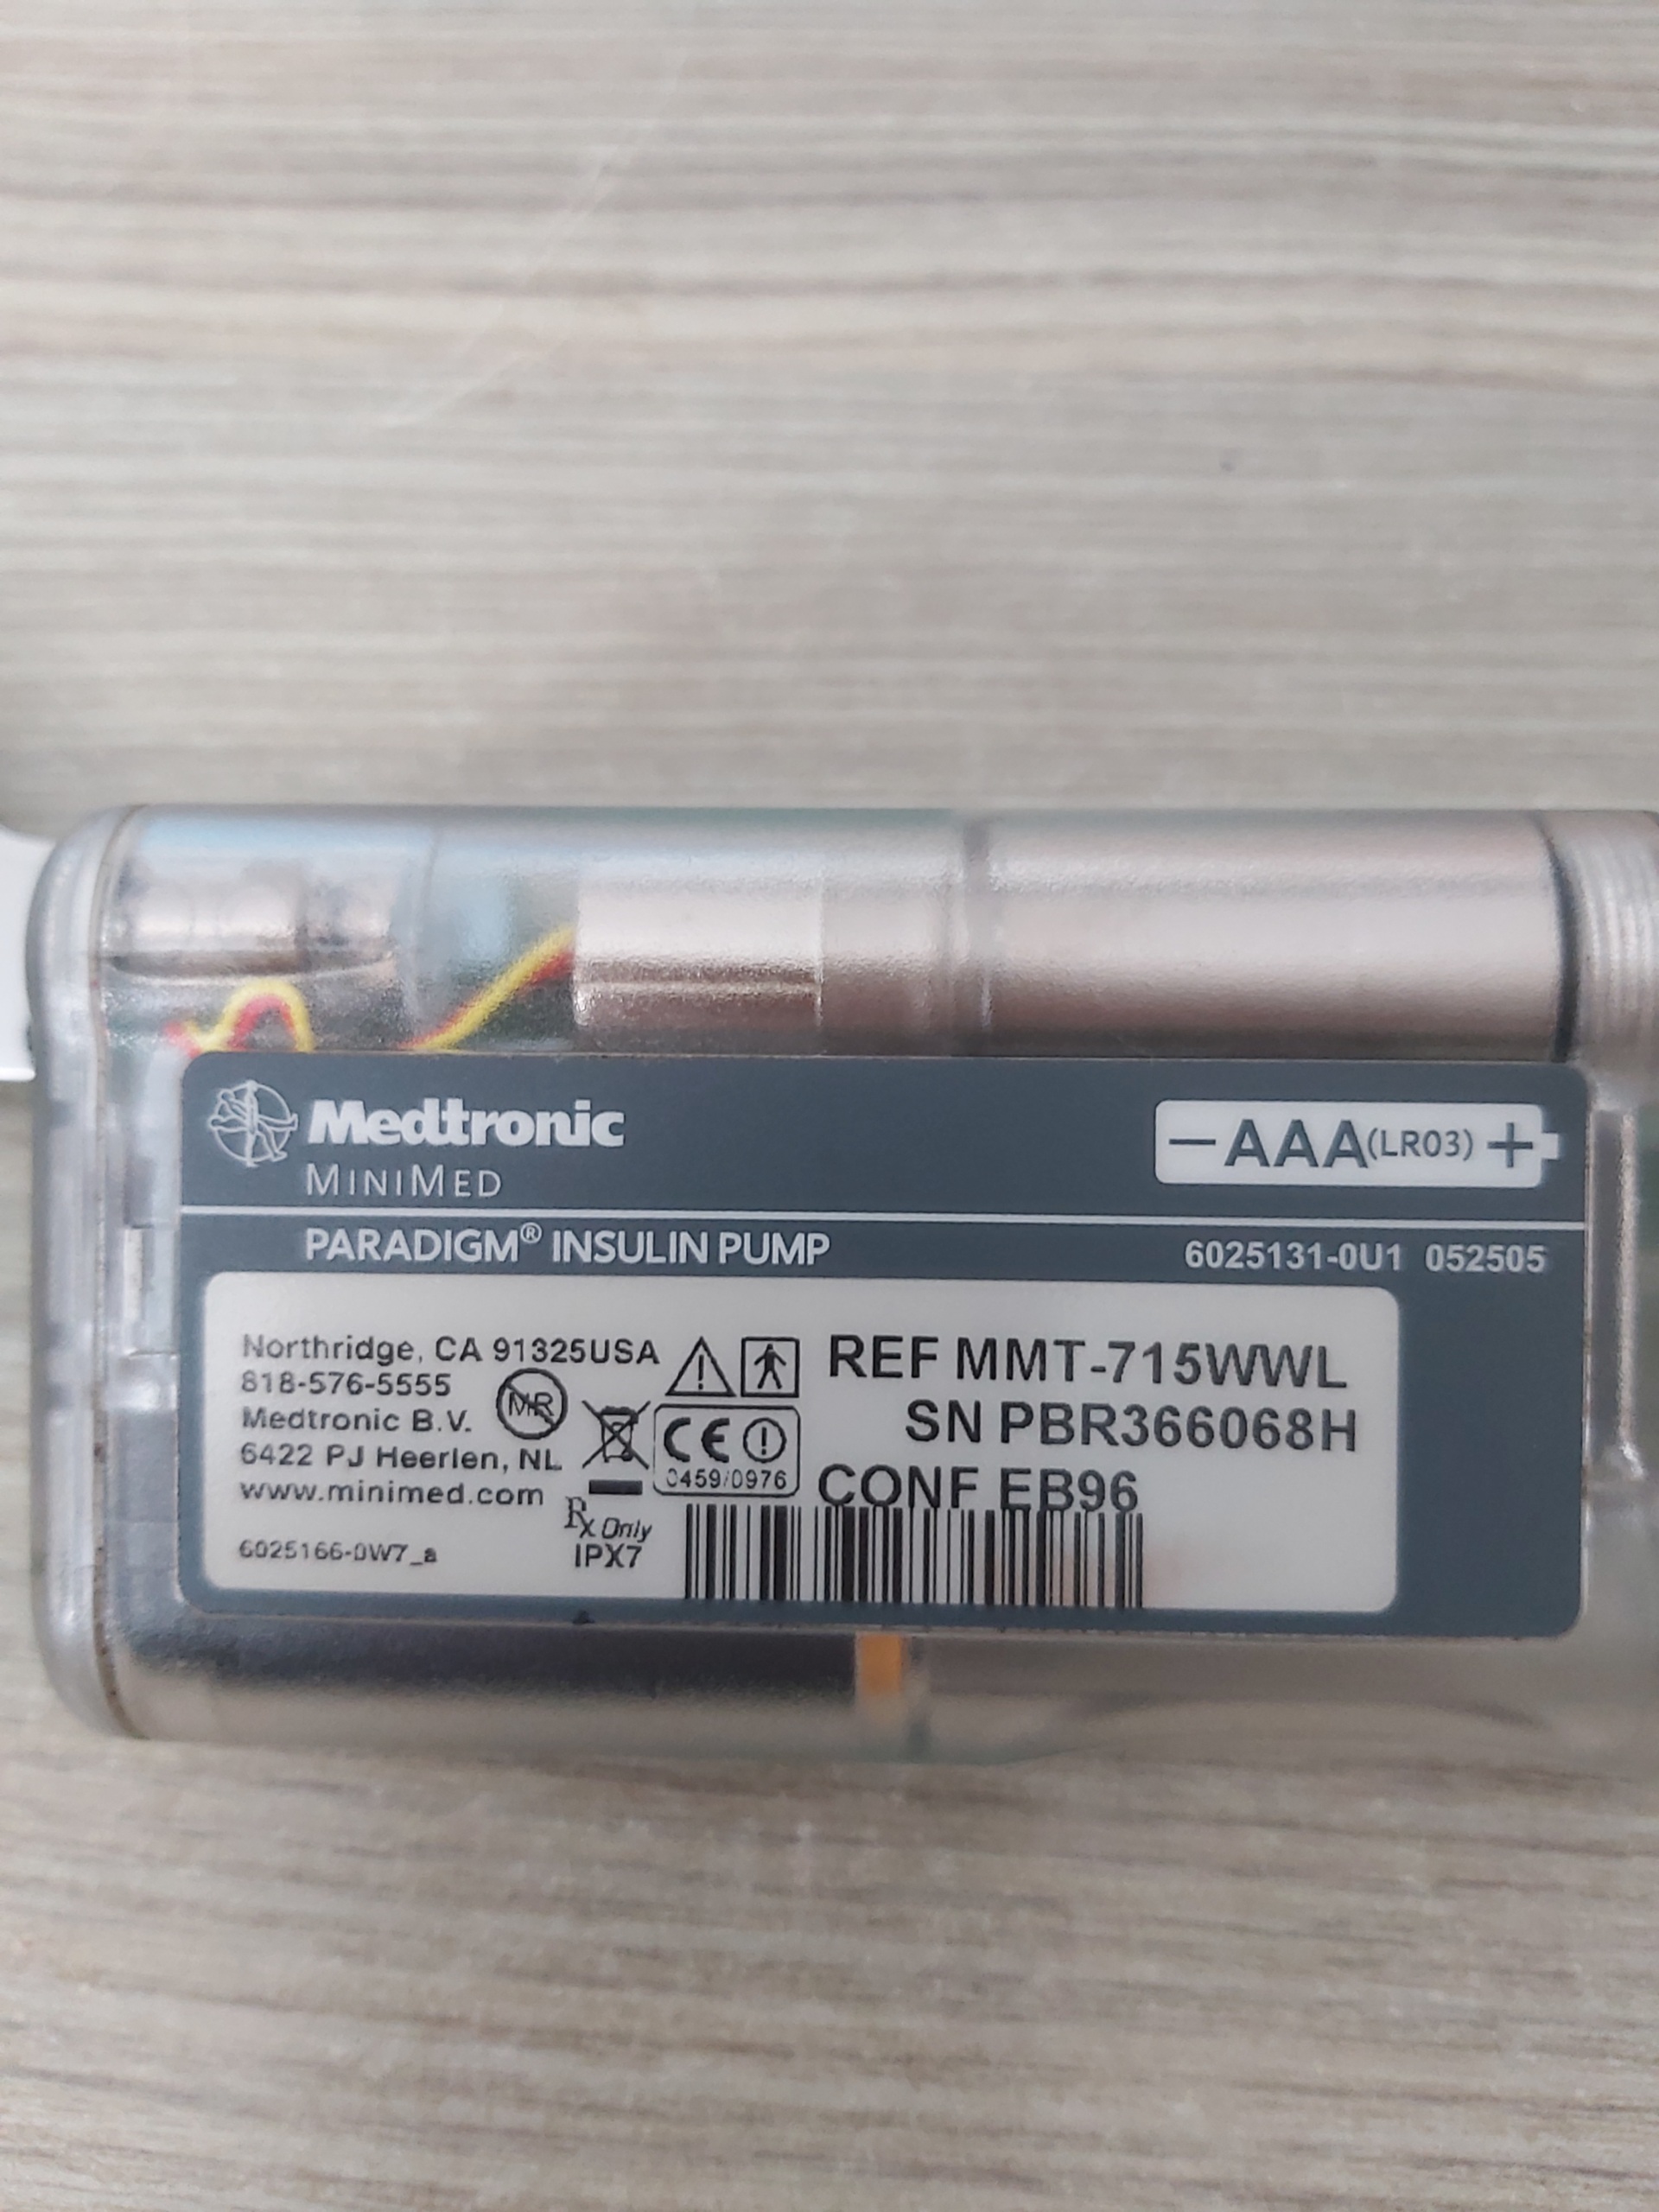 Medtronic
MINIMED
− AAA (LR03) +
PARADIGM® INSULIN PUMP
6025131-0U1 052505
Northridge, CA 91325USA
818-576-5555
Medtronic B.V.
6422 PJ Heerlen, NL
www.minimed.com
6025166-0W7_a
MR
CE
0459/0976
Rx Only
IPX7
REF MMT-715WWL
SN PBR366068H
CONF EB96